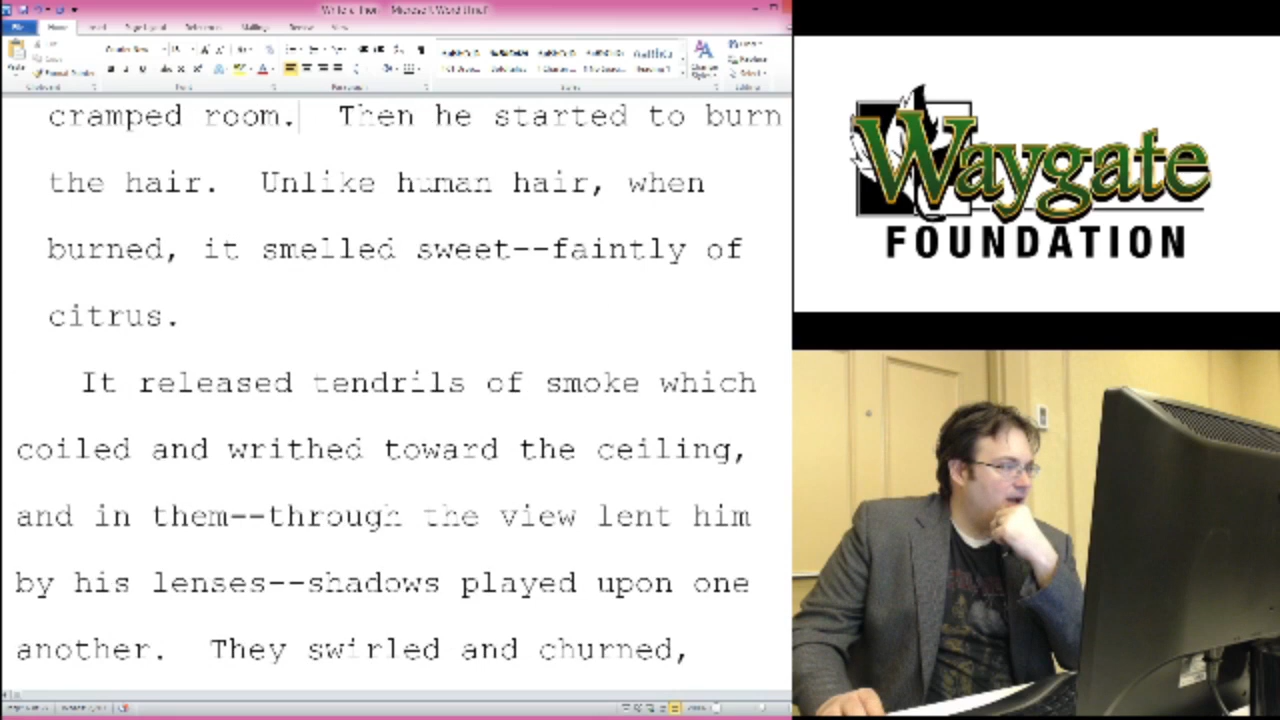 Microsoft Word
cramped room.  Then he started to burn
the hair.  Unlike human hair, when
burned, it smelled sweet--faintly of
citrus.
It released tendrils of smoke which
coiled and writhed toward the ceiling,
and in them--through the view lent him
by his lenses--shadows played upon one
another.  They swirled and churned,
Waygate
FOUNDATION